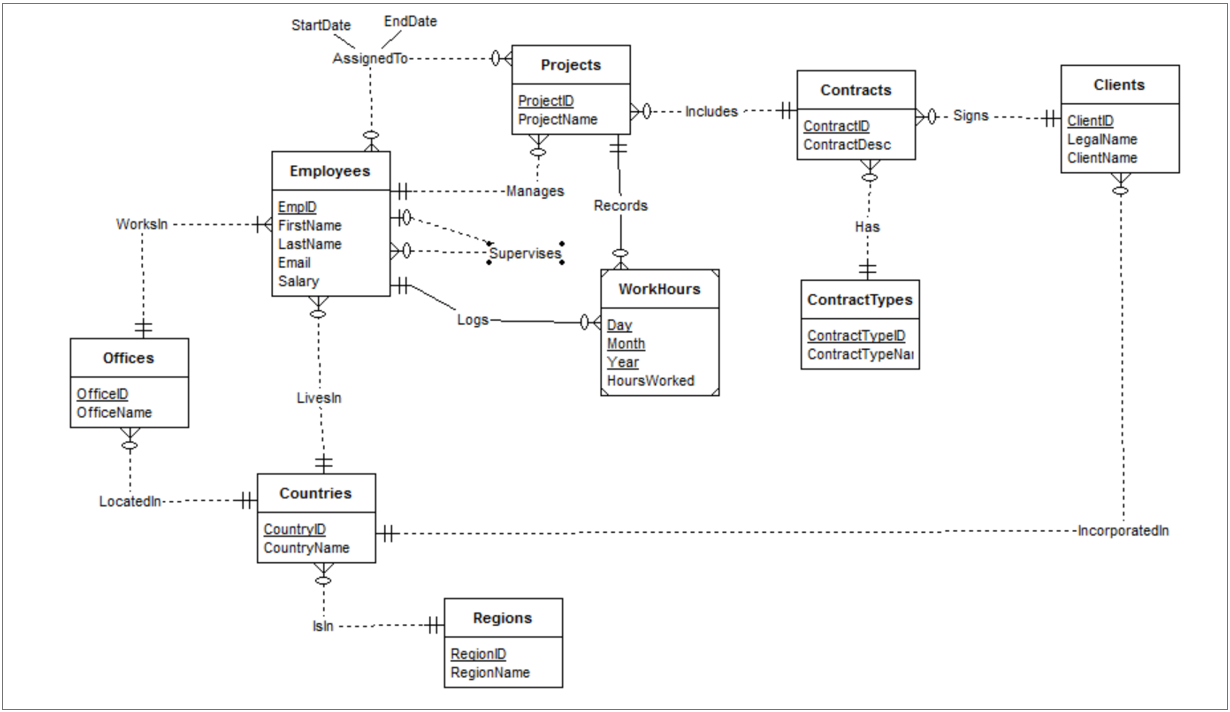 StartDate
EndDate
AssignedTo
Projects
ProjectID
ProjectName
Includes
Contracts
ContractID
ContractDesc
Signs
Clients
ClientID
LegalName
ClientName
Employees
EmpID
FirstName
LastName
Email
Salary
Manages
Records
Supervises
WorksIn
Has
Logs
WorkHours
Day
Month
Year
HoursWorked
ContractTypes
ContractTypeID
ContractTypeNa
Offices
OfficeID
OfficeName
LivesIn
LocatedIn
Countries
CountryID
CountryName
IncorporatedIn
IsIn
Regions
RegionID
RegionName